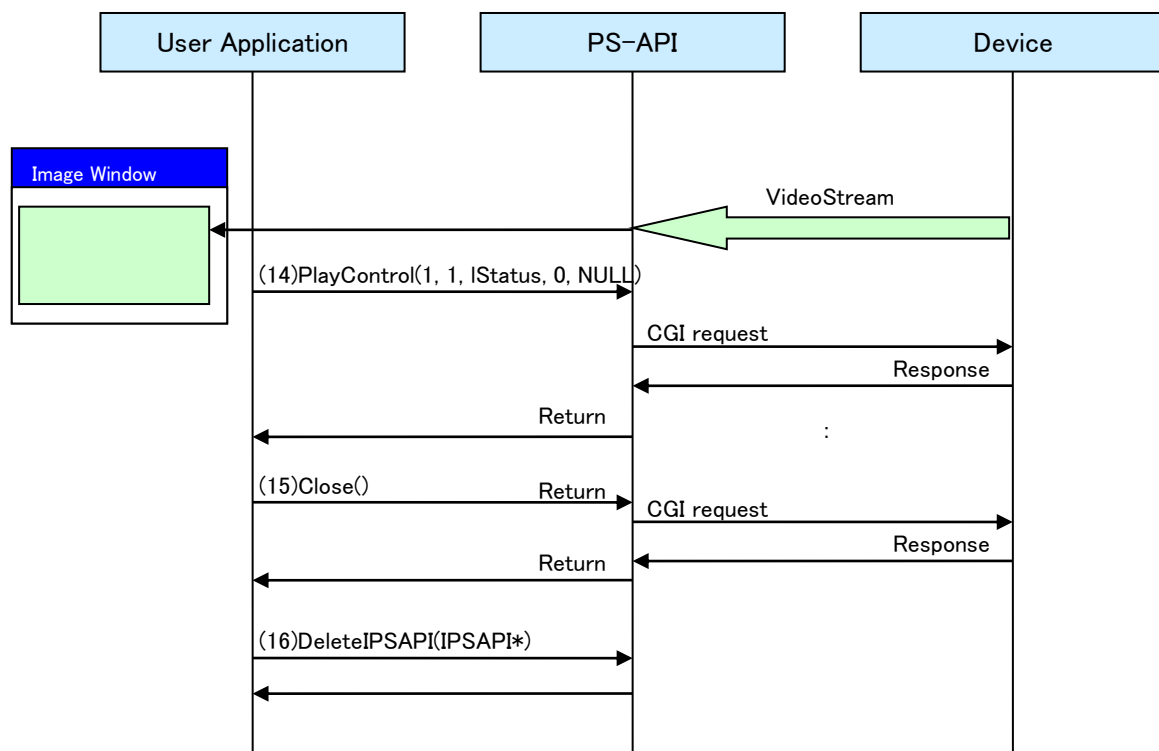 User Application
PS-API
Device
Image Window
VideoStream
(14)PlayControl(1, 1, lStatus, 0, NULL)
CGI request
Response
Return
:
(15)Close()
Return
CGI request
Response
Return
(16)DeleteIPSAPI(IPSAPI*)